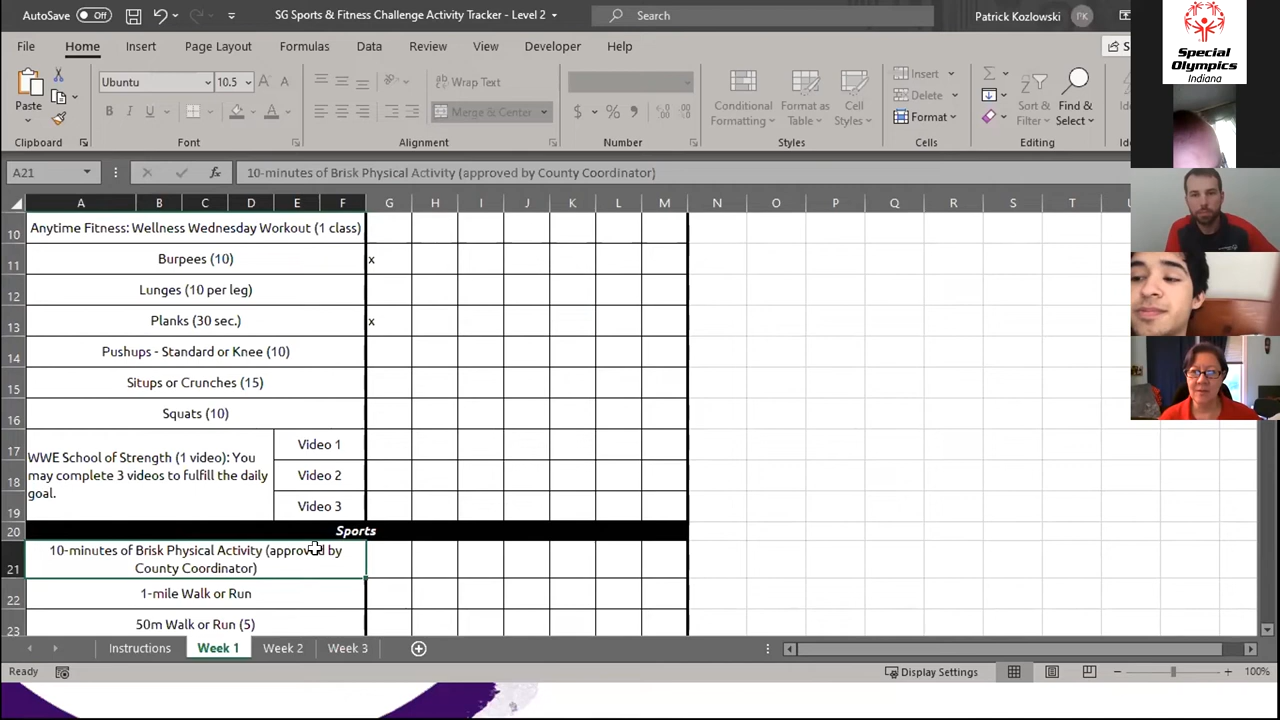 AutoSave Off SG Sports & Fitness Challenge Activity Tracker - Level 2 Search Patrick Kozlowski PK
File Home Insert Page Layout Formulas Data Review View Developer Help
Special
Olympics
Indiana
Paste
Ubuntu 10.5
B I U
Wrap Text
Merge & Center
$ %
Conditional
Formatting
Format as
Table
Cell
Styles
Insert
Delete
Format
Sort &
Filter
Find &
Select
Clipboard Font Alignment Number Styles Cells Editing
A21 fx 10-minutes of Brisk Physical Activity (approved by County Coordinator)
A B C D E F G H I J K L M N O P Q R S T
10 Anytime Fitness: Wellness Wednesday Workout (1 class)
11 Burpees (10) x
12 Lunges (10 per leg)
13 Planks (30 sec.) x
14 Pushups - Standard or Knee (10)
15 Situps or Crunches (15)
16 Squats (10)
17 Video 1
WWE School of Strength (1 video): You
may complete 3 videos to fulfill the daily
goal.
18 Video 2
19 Video 3
20 Sports
21 10-minutes of Brisk Physical Activity (approved by
County Coordinator)
22 1-mile Walk or Run
23 50m Walk or Run (5)
Instructions Week 1 Week 2 Week 3
Ready Display Settings 100%